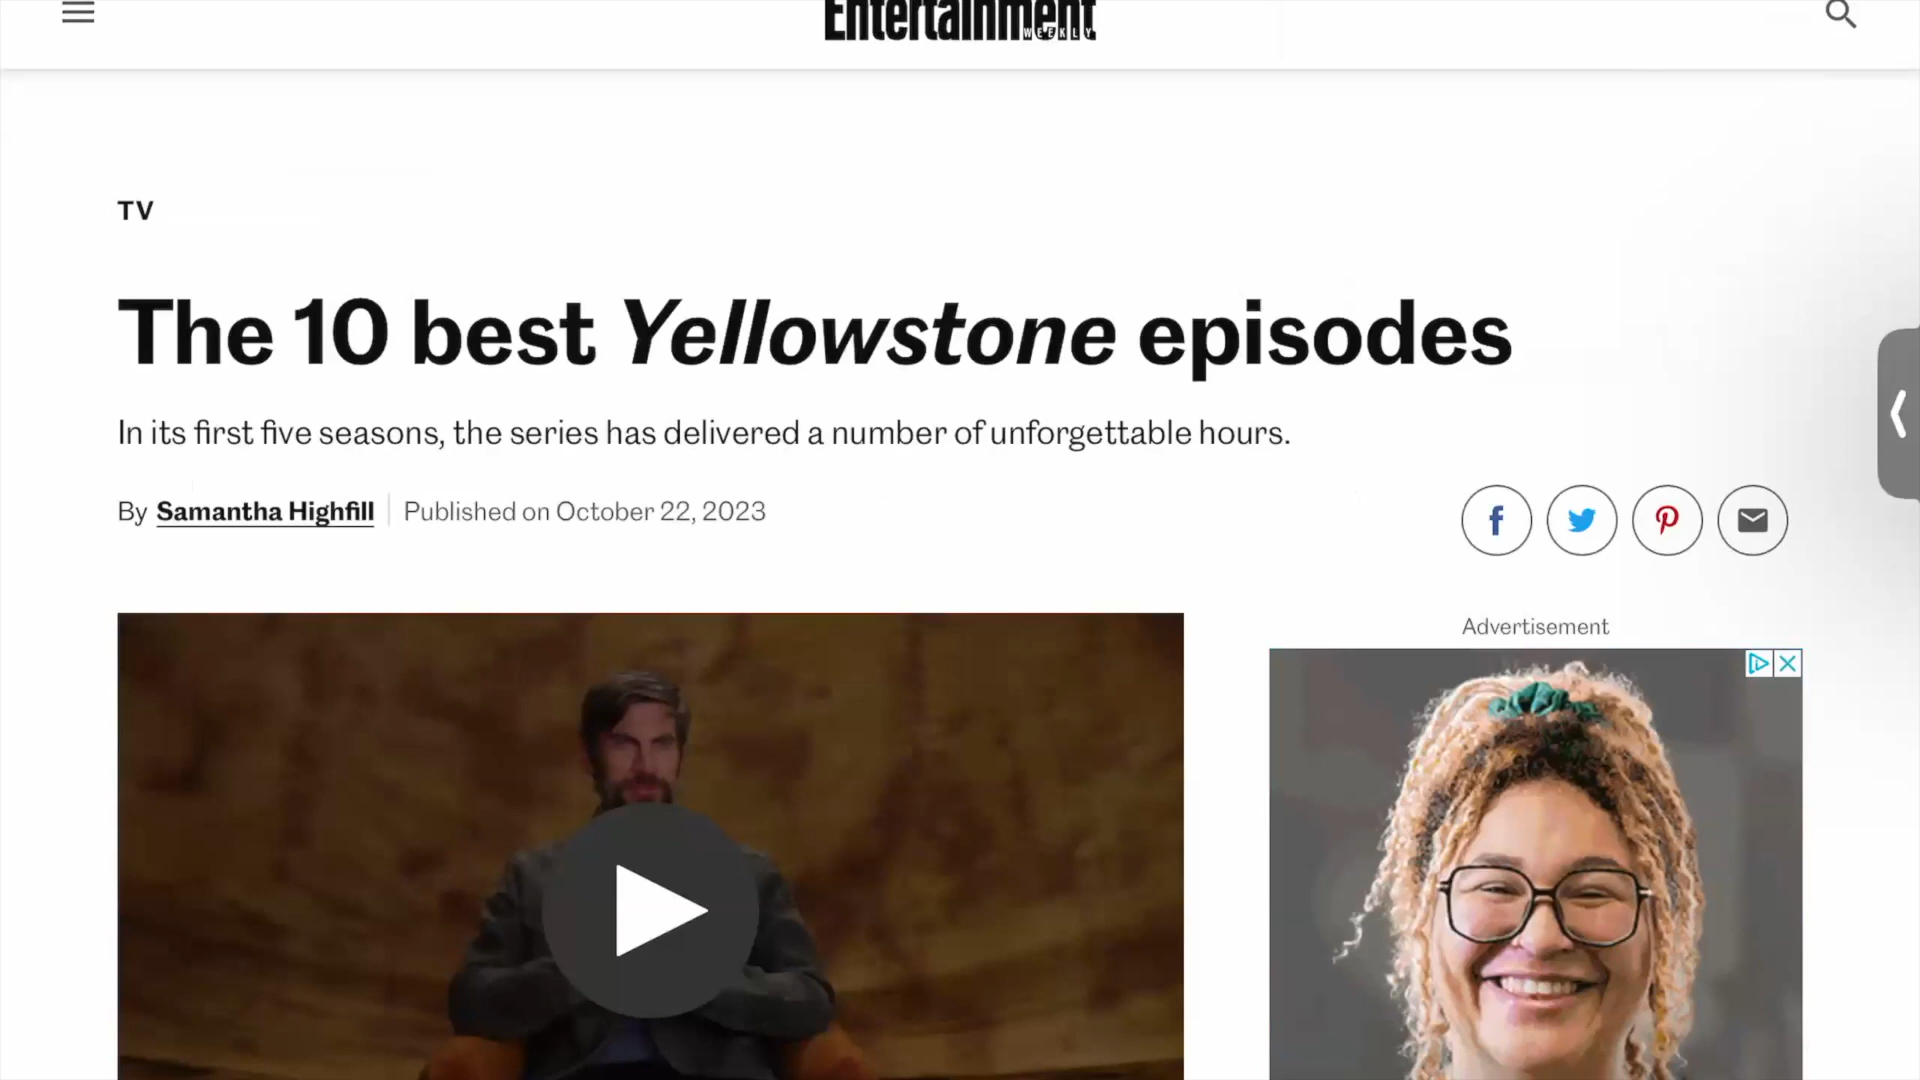 Entertainment
WEEKLY
TV
The 10 best Yellowstone episodes
In its first five seasons, the series has delivered a number of unforgettable hours.
By Samantha Highfill Published on October 22, 2023
Advertisement